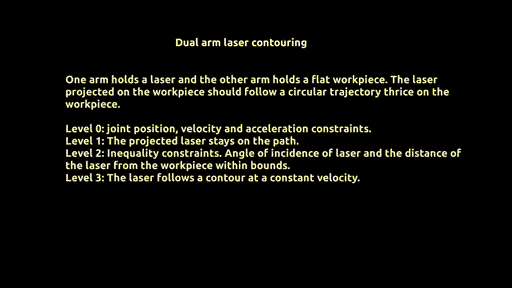 Dual arm laser contouring
One arm holds a laser and the other arm holds a flat workpiece. The laser
projected on the workpiece should follow a circular trajectory thrice on the
workpiece.
Level 0: joint position, velocity and acceleration constraints.
Level 1: The projected laser stays on the path.
Level 2: Inequality constraints. Angle of incidence of laser and the distance of
the laser from the workpiece within bounds.
Level 3: The laser follows a contour at a constant velocity.